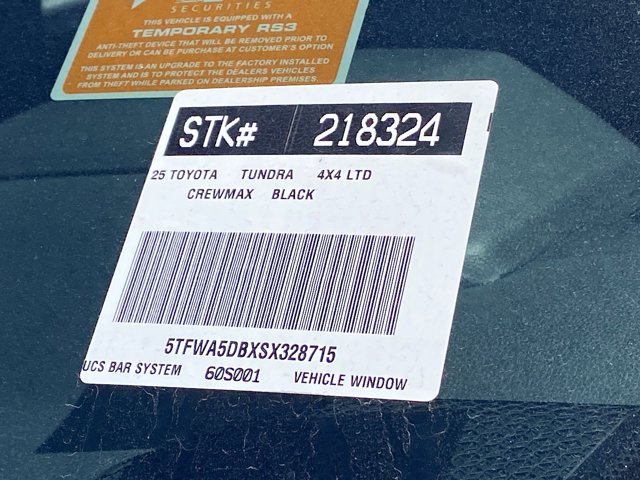 SECURITIES
THIS VEHICLE IS EQUIPPED WITH A
TEMPORARY RS3
ANTI-THEFT DEVICE THAT WILL BE REMOVED PRIOR TO
DELIVERY OR CAN BE PURCHASE AT CUSTOMER'S OPTION
THIS SYSTEM IS AN UPGRADE TO THE FACTORY INSTALLED
SYSTEM AND IS TO PROTECT THE DEALERS VEHICLES
FROM THEFT WHILE PARKED ON DEALERSHIP PREMISES.
STK# 218324
25 TOYOTA TUNDRA 4X4 LTD
CREWMAX BLACK
5TFWA5DBXSX328715
UCS BAR SYSTEM 60S001 VEHICLE WINDOW